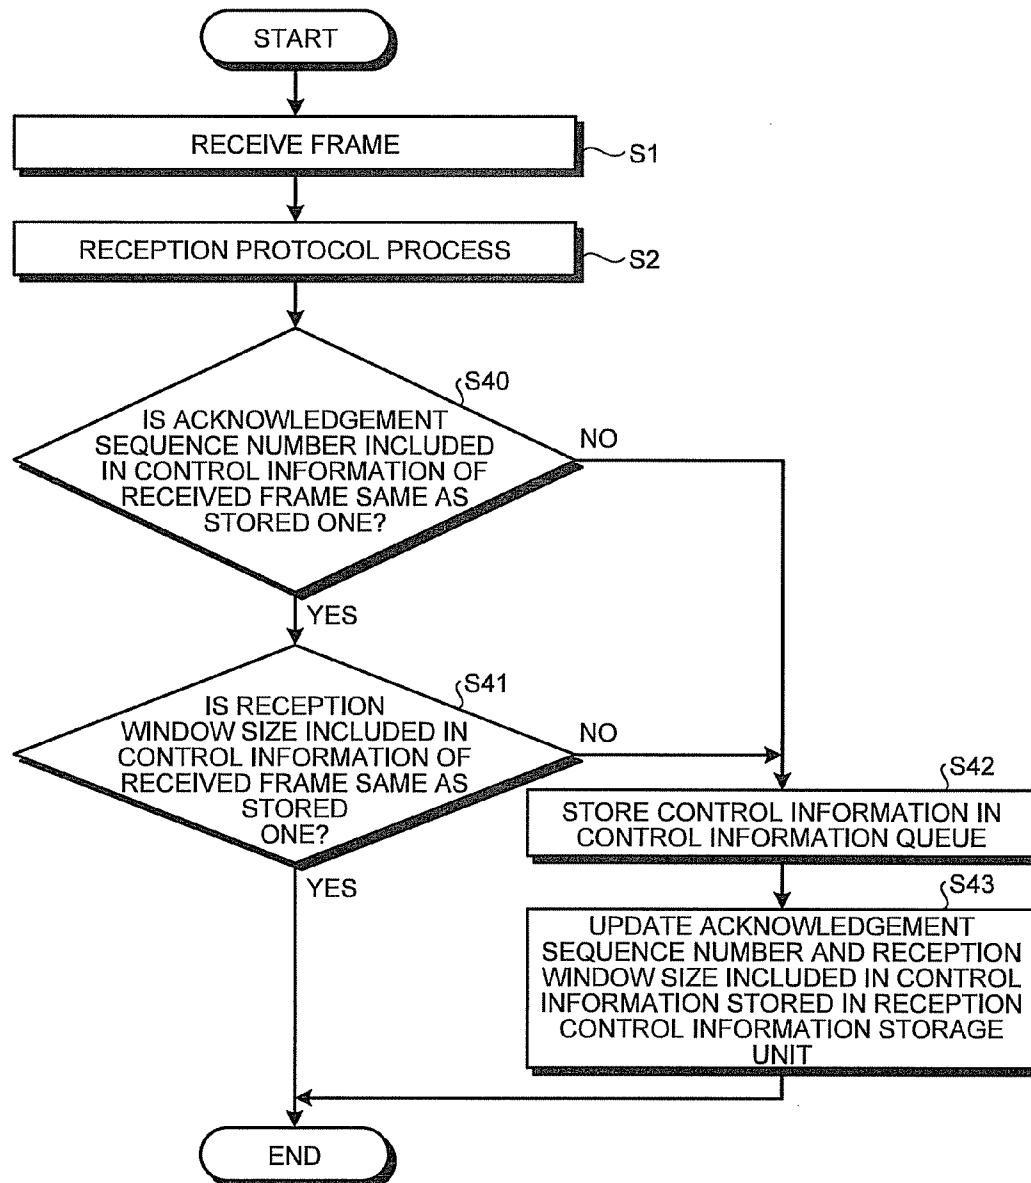 START
RECEIVE FRAME
S1
RECEPTION PROTOCOL PROCESS
S2
S40
IS ACKNOWLEDGEMENT
SEQUENCE NUMBER INCLUDED
IN CONTROL INFORMATION OF
RECEIVED FRAME SAME AS
STORED ONE?
NO
YES
S41
IS RECEPTION
WINDOW SIZE INCLUDED IN
CONTROL INFORMATION OF
RECEIVED FRAME SAME AS
STORED
ONE?
NO
YES
S42
STORE CONTROL INFORMATION IN
CONTROL INFORMATION QUEUE
S43
UPDATE ACKNOWLEDGEMENT
SEQUENCE NUMBER AND RECEPTION
WINDOW SIZE INCLUDED IN CONTROL
INFORMATION STORED IN RECEPTION
CONTROL INFORMATION STORAGE
UNIT
END